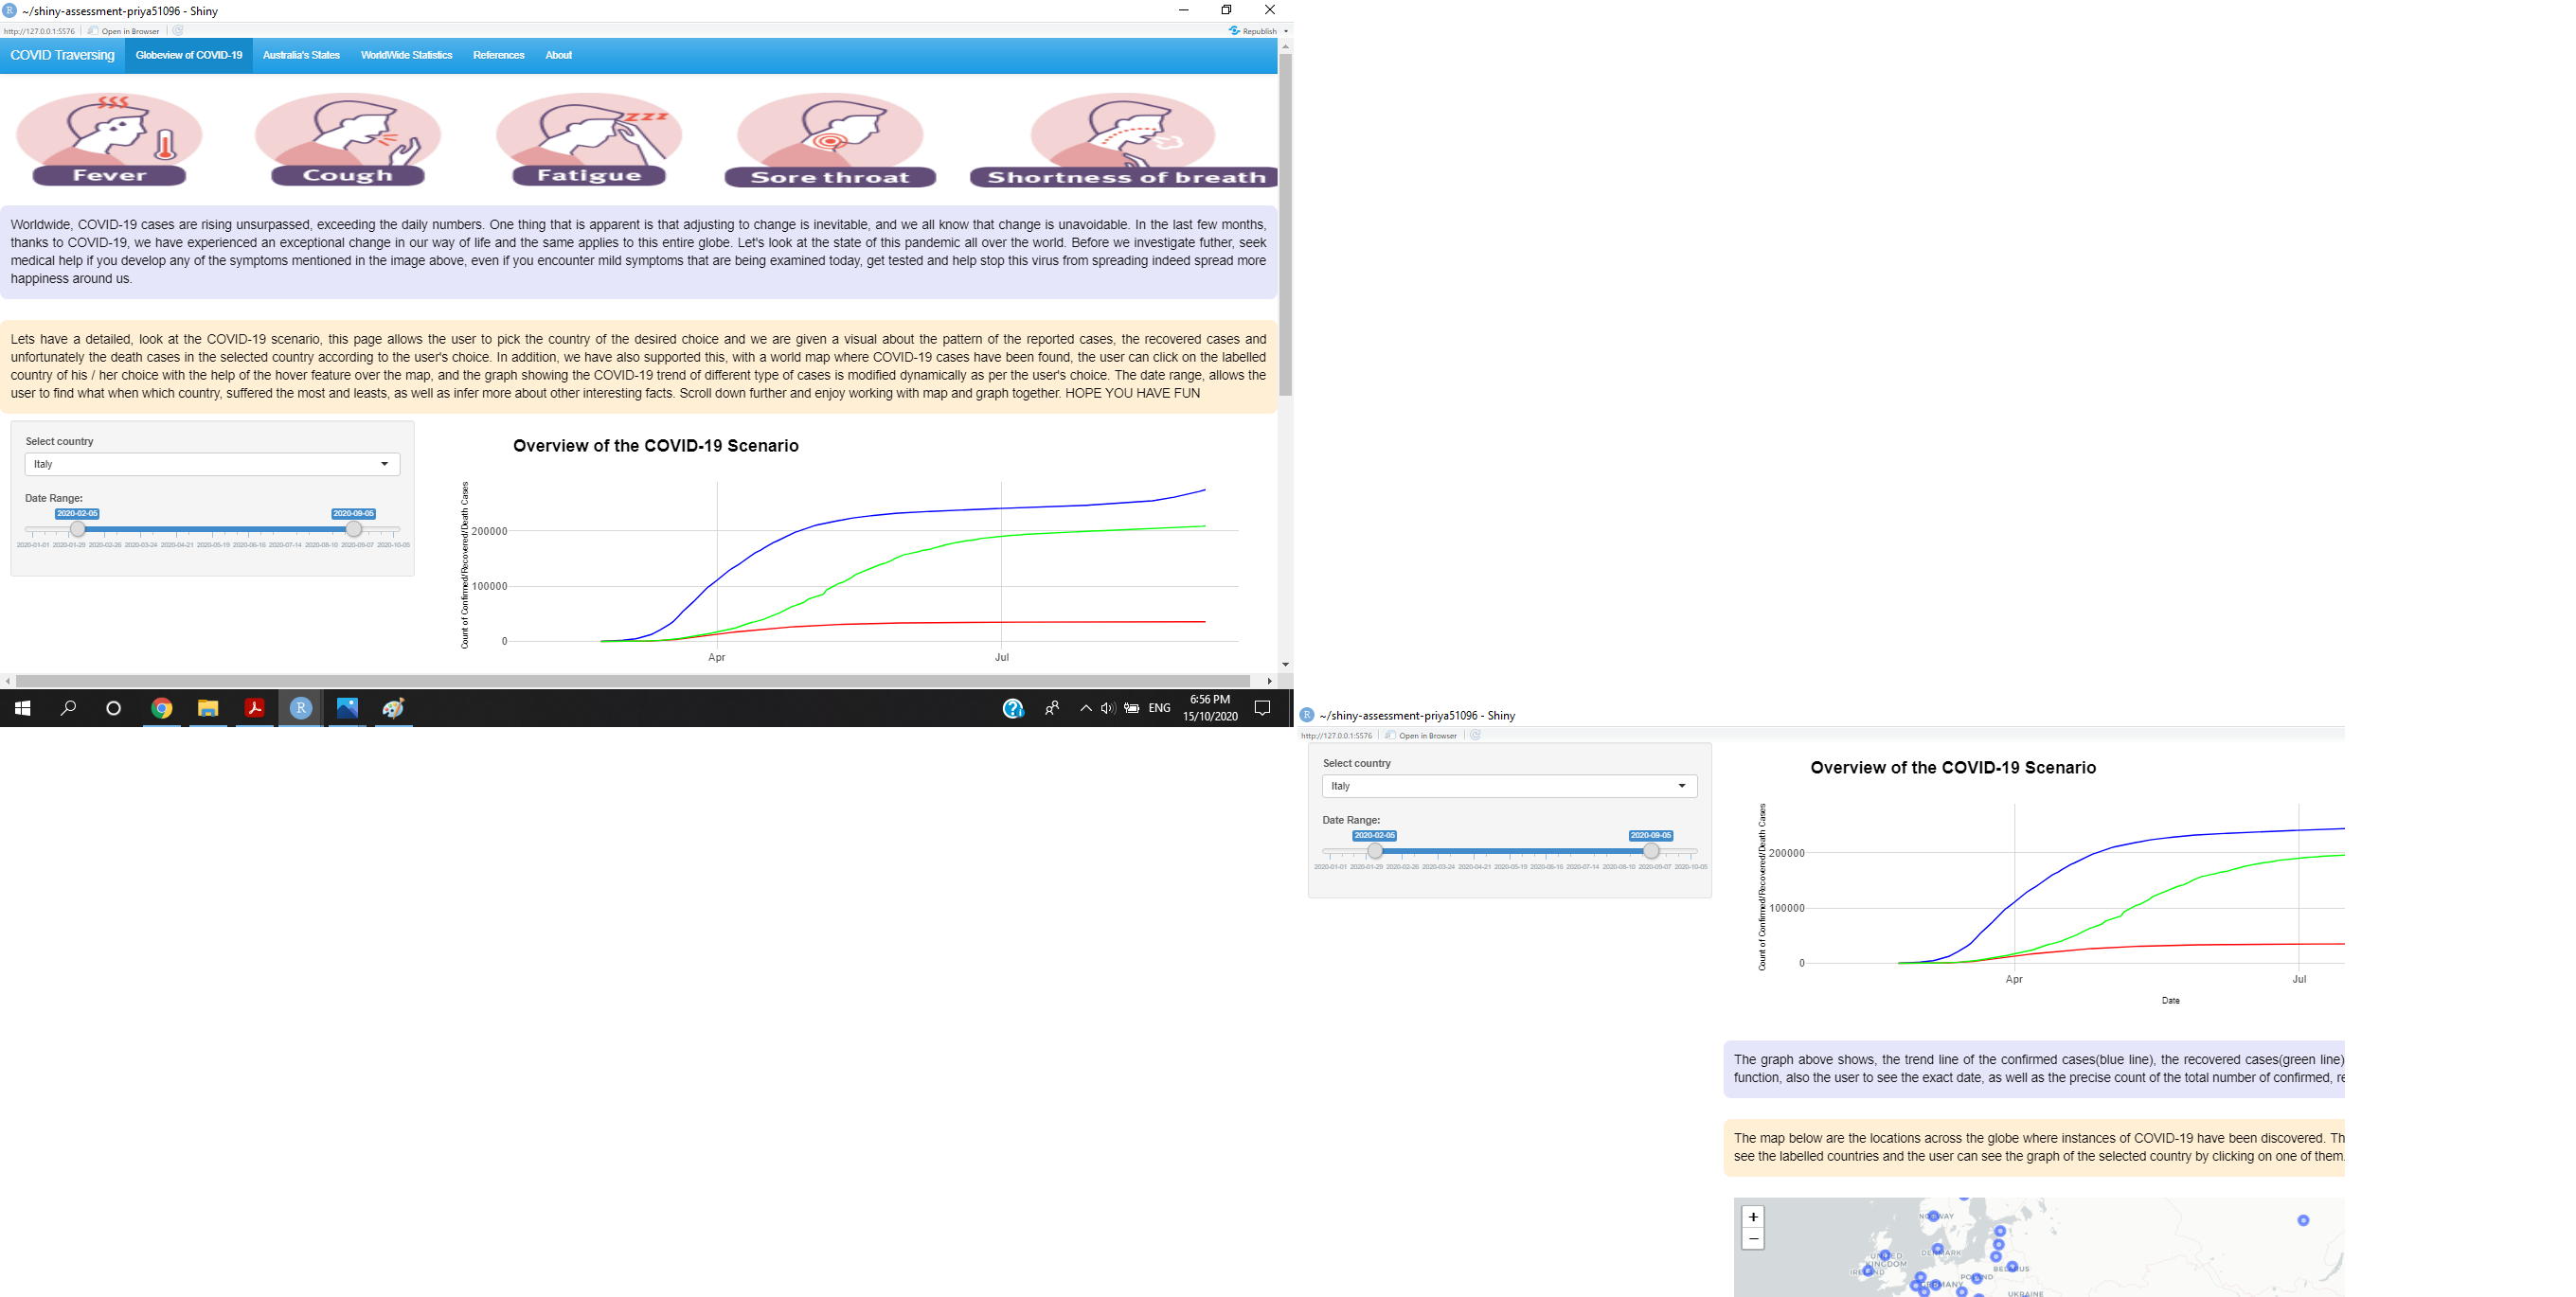 ~/shiny-assessment-priya51096 - Shiny
http://127.0.0.1:5576 Open in Browser Republish
COVID Traversing Globeview of COVID-19 Australia's States WorldWide Statistics References About
Fever Cough Fatigue Sore throat Shortness of breath
Worldwide, COVID-19 cases are rising unsurpassed, exceeding the daily numbers. One thing that is apparent is that adjusting to change is inevitable, and we all know that change is unavoidable. In the last few months,
thanks to COVID-19, we have experienced an exceptional change in our way of life and the same applies to this entire globe. Let's look at the state of this pandemic all over the world. Before we investigate futher, seek
medical help if you develop any of the symptoms mentioned in the image above, even if you encounter mild symptoms that are being examined today, get tested and help stop this virus from spreading indeed spread more
happiness around us.
Lets have a detailed, look at the COVID-19 scenario, this page allows the user to pick the country of the desired choice and we are given a visual about the pattern of the reported cases, the recovered cases and
unfortunately the death cases in the selected country according to the user's choice. In addition, we have also supported this, with a world map where COVID-19 cases have been found, the user can click on the labelled
country of his / her choice with the help of the hover feature over the map, and the graph showing the COVID-19 trend of different type of cases is modified dynamically as per the user's choice. The date range, allows the
user to find what when which country, suffered the most and leasts, as well as infer more about other interesting facts. Scroll down further and enjoy working with map and graph together. HOPE YOU HAVE FUN
Select country
Italy
Date Range:
2020-02-05 2020-09-05
2020-01-01 2020-01-29 2020-02-26 2020-03-24 2020-04-21 2020-05-19 2020-06-16 2020-07-14 2020-08-10 2020-09-07 2020-10-05
Overview of the COVID-19 Scenario
Count of Confirmed/Recovered/Death Cases
200000
100000
0
Apr Jul
ENG
6:56 PM
15/10/2020
~/shiny-assessment-priya51096 - Shiny
http://127.0.0.1:5576 Open in Browser
Select country
Italy
Date Range:
2020-02-05 2020-09-05
2020-01-01 2020-01-29 2020-02-26 2020-03-24 2020-04-21 2020-05-19 2020-06-16 2020-07-14 2020-08-10 2020-09-07 2020-10-05
Overview of the COVID-19 Scenario
Count of Confirmed/Recovered/Death Cases
200000
100000
0
Apr Jul
Date
The graph above shows, the trend line of the confirmed cases(blue line), the recovered cases(green line)
function, also the user to see the exact date, as well as the precise count of the total number of confirmed, re
The map below are the locations across the globe where instances of COVID-19 have been discovered. Th
see the labelled countries and the user can see the graph of the selected country by clicking on one of them.
+
−
UKRAINE